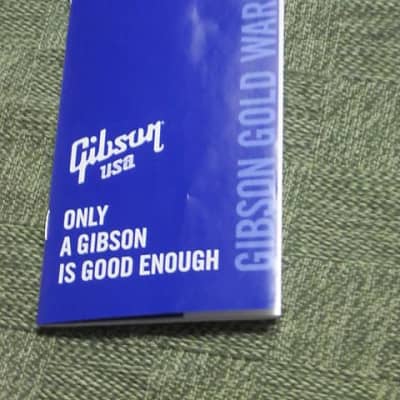 Gibson
USA
ONLY
A GIBSON
IS GOOD ENOUGH
GIBSON GOLD WAR